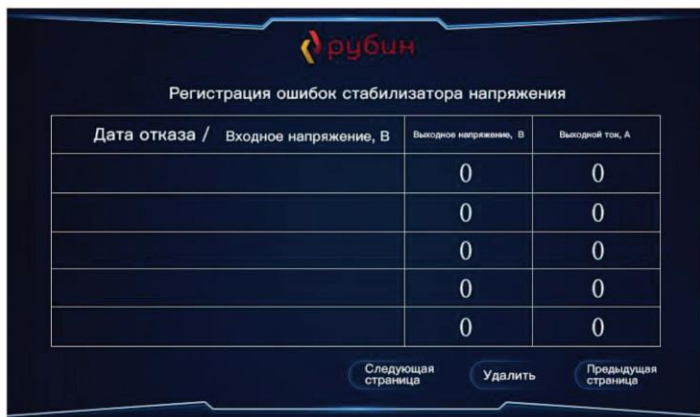 рубин
Регистрация ошибок стабилизатора напряжения
Дата отказа / Входное напряжение, В Выходное напряжение, В Выходной ток, А
0 0
0 0
0 0
0 0
0 0
Следующая страница Удалить Предыдущая страница